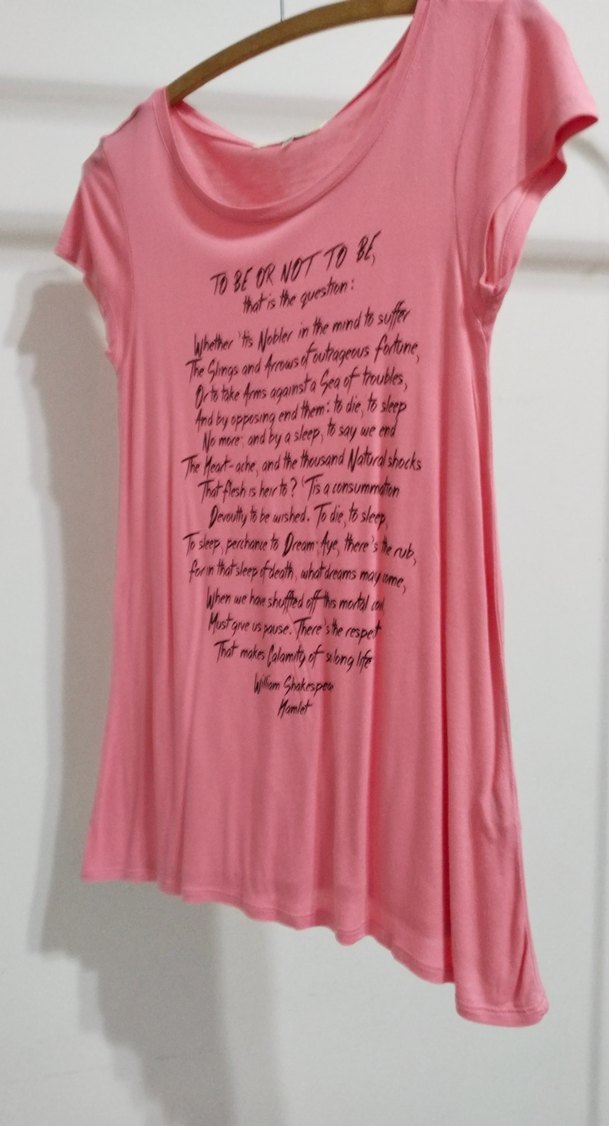 TO BE OR NOT TO BE,
that is the question:
Whether 'tis Nobler in the mind to suffer
The Slings and Arrows of outrageous fortune,
Or to take Arms against a Sea of troubles,
And by opposing end them: to die, to sleep
No more; and by a sleep, to say we end
The Heart-ache, and the thousand Natural shocks
That flesh is heir to? 'Tis a consummation
Devoutly to be wished. To die, to sleep,
To sleep, perchance to Dream; Aye, there's the rub,
for in that sleep of death, what dreams may come,
When we have shuffled off this mortal coil
Must give us pause. There's the respect
That makes Calamity of so long life
William Shakespear
Hamlet